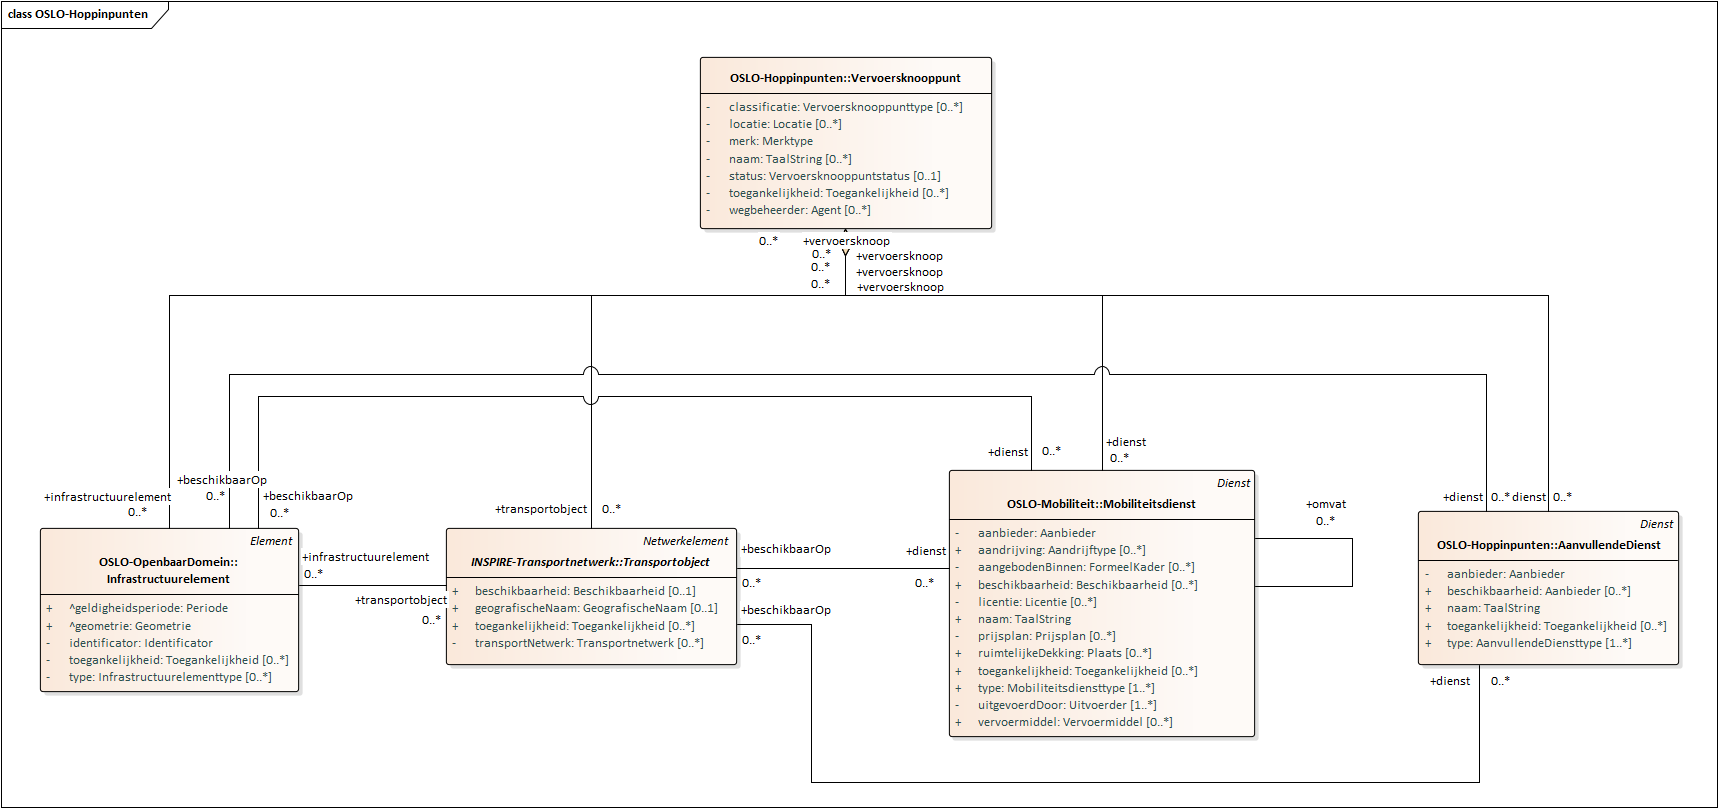 class OSLO-Hoppinpunten
OSLO-Hoppinpunten::Vervoersknooppunt
- classificatie: Vervoersknooppunttype [0..*]
- locatie: Locatie [0..*]
- merk: Merktype
- naam: TaalString [0..*]
- status: Vervoersknooppuntstatus [0..1]
- toegankelijkheid: Toegankelijkheid [0..*]
- wegbeheerder: Agent [0..*]
0..* +vervoersknoop
0..* +vervoersknoop
0..* +vervoersknoop
0..* +vervoersknoop
+infrastructuurelement
0..*
+beschikbaarOp
0..*
+beschikbaarOp
0..*
+transportobject 0..*
+dienst 0..*
+dienst
0..*
+dienst 0..*
dienst 0..*
Element
OSLO-OpenbaarDomein::
Infrastructuurelement
+ ^geldigheidsperiode: Periode
+ ^geometrie: Geometrie
- identificator: Identificator
- toegankelijkheid: Toegankelijkheid [0..*]
- type: Infrastructuurelementtype [0..*]
+infrastructuurelement
0..*
+transportobject
0..*
Netwerkelement
INSPIRE-Transportnetwerk::Transportobject
+ beschikbaarheid: Beschikbaarheid [0..1]
+ geografischeNaam: GeografischeNaam [0..1]
+ toegankelijkheid: Toegankelijkheid [0..*]
- transportNetwerk: Transportnetwerk [0..*]
+beschikbaarOp
0..*
+dienst
0..*
+beschikbaarOp
0..*
Dienst
OSLO-Mobiliteit::Mobiliteitsdienst
- aanbieder: Aanbieder
+ aandrijving: Aandrijftype [0..*]
- aangebodenBinnen: FormeelKader [0..*]
+ beschikbaarheid: Beschikbaarheid [0..*]
- licentie: Licentie [0..*]
+ naam: TaalString
- prijsplan: Prijsplan [0..*]
+ ruimtelijkeDekking: Plaats [0..*]
+ toegankelijkheid: Toegankelijkheid [0..*]
+ type: Mobiliteitsdiensttype [1..*]
- uitgevoerdDoor: Uitvoerder [1..*]
+ vervoermiddel: Vervoermiddel [0..*]
+omvat
0..*
Dienst
OSLO-Hoppinpunten::AanvullendeDienst
- aanbieder: Aanbieder
+ beschikbaarheid: Aanbieder [0..*]
+ naam: TaalString
+ toegankelijkheid: Toegankelijkheid [0..*]
+ type: AanvullendeDiensttype [1..*]
+dienst 0..*